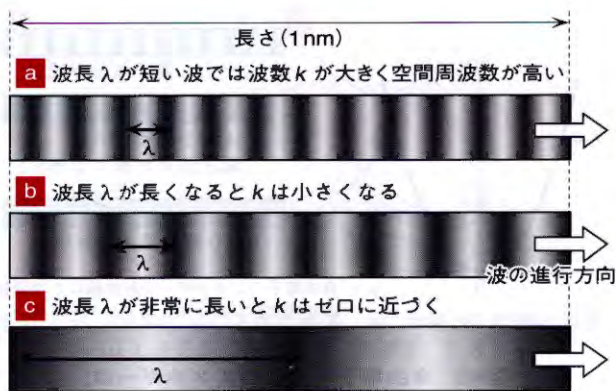 長さ(1nm)
a 波長λが短い波では波数kが大きく空間周波数が高い
λ
b 波長λが長くなるとkは小さくなる
λ
波の進行方向
c 波長λが非常に長いとkはゼロに近づく
λ